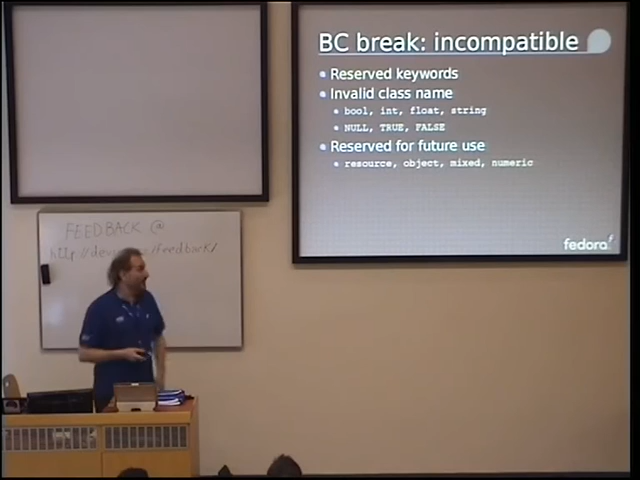 BC break: incompatible
Reserved keywords
Invalid class name
bool, int, float, string
NULL, TRUE, FALSE
Reserved for future use
resource, object, mixed, numeric
fedora
FEEDBACK @
/feedback/